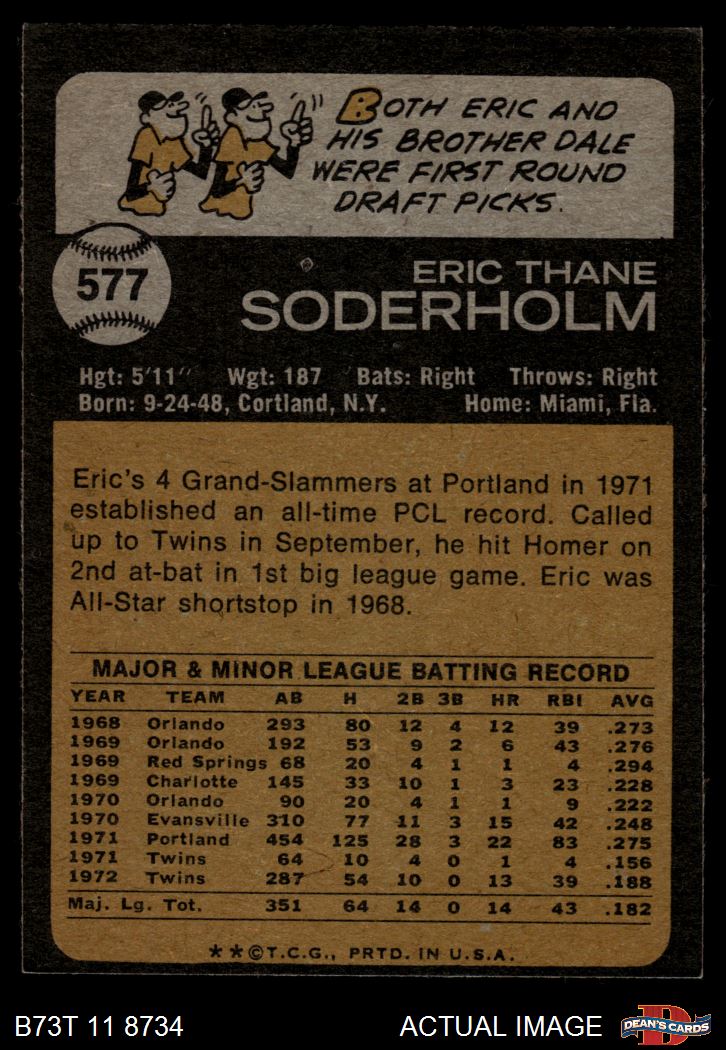 BOTH ERIC AND
HIS BROTHER DALE
WERE FIRST ROUND
DRAFT PICKS.
577
ERIC THANE
SODERHOLM
Hgt: 5'11" Wgt: 187 Bats: Right Throws: Right
Born: 9-24-48, Cortland, N.Y. Home: Miami, Fla.
Eric's 4 Grand-Slammers at Portland in 1971
established an all-time PCL record. Called
up to Twins in September, he hit Homer on
2nd at-bat in 1st big league game. Eric was
All-Star shortstop in 1968.
MAJOR & MINOR LEAGUE BATTING RECORD
YEAR TEAM AB H 2B 3B HR RBI AVG
1968 Orlando 293 80 12 4 12 39 .273
1969 Orlando 192 53 9 2 6 43 .276
1969 Red Springs 68 20 4 1 1 4 .294
1969 Charlotte 145 33 10 1 3 23 .228
1970 Orlando 90 20 4 1 1 9 .222
1970 Evansville 310 77 11 3 15 42 .248
1971 Portland 454 125 28 3 22 83 .275
1971 Twins 64 10 4 0 1 4 .156
1972 Twins 287 54 10 0 13 39 .188
Maj. Lg. Tot. 351 64 14 0 14 43 .182
**©T.C.G., PRTD. IN U.S.A.
B73T 11 8734 ACTUAL IMAGE DEAN'S CARDS